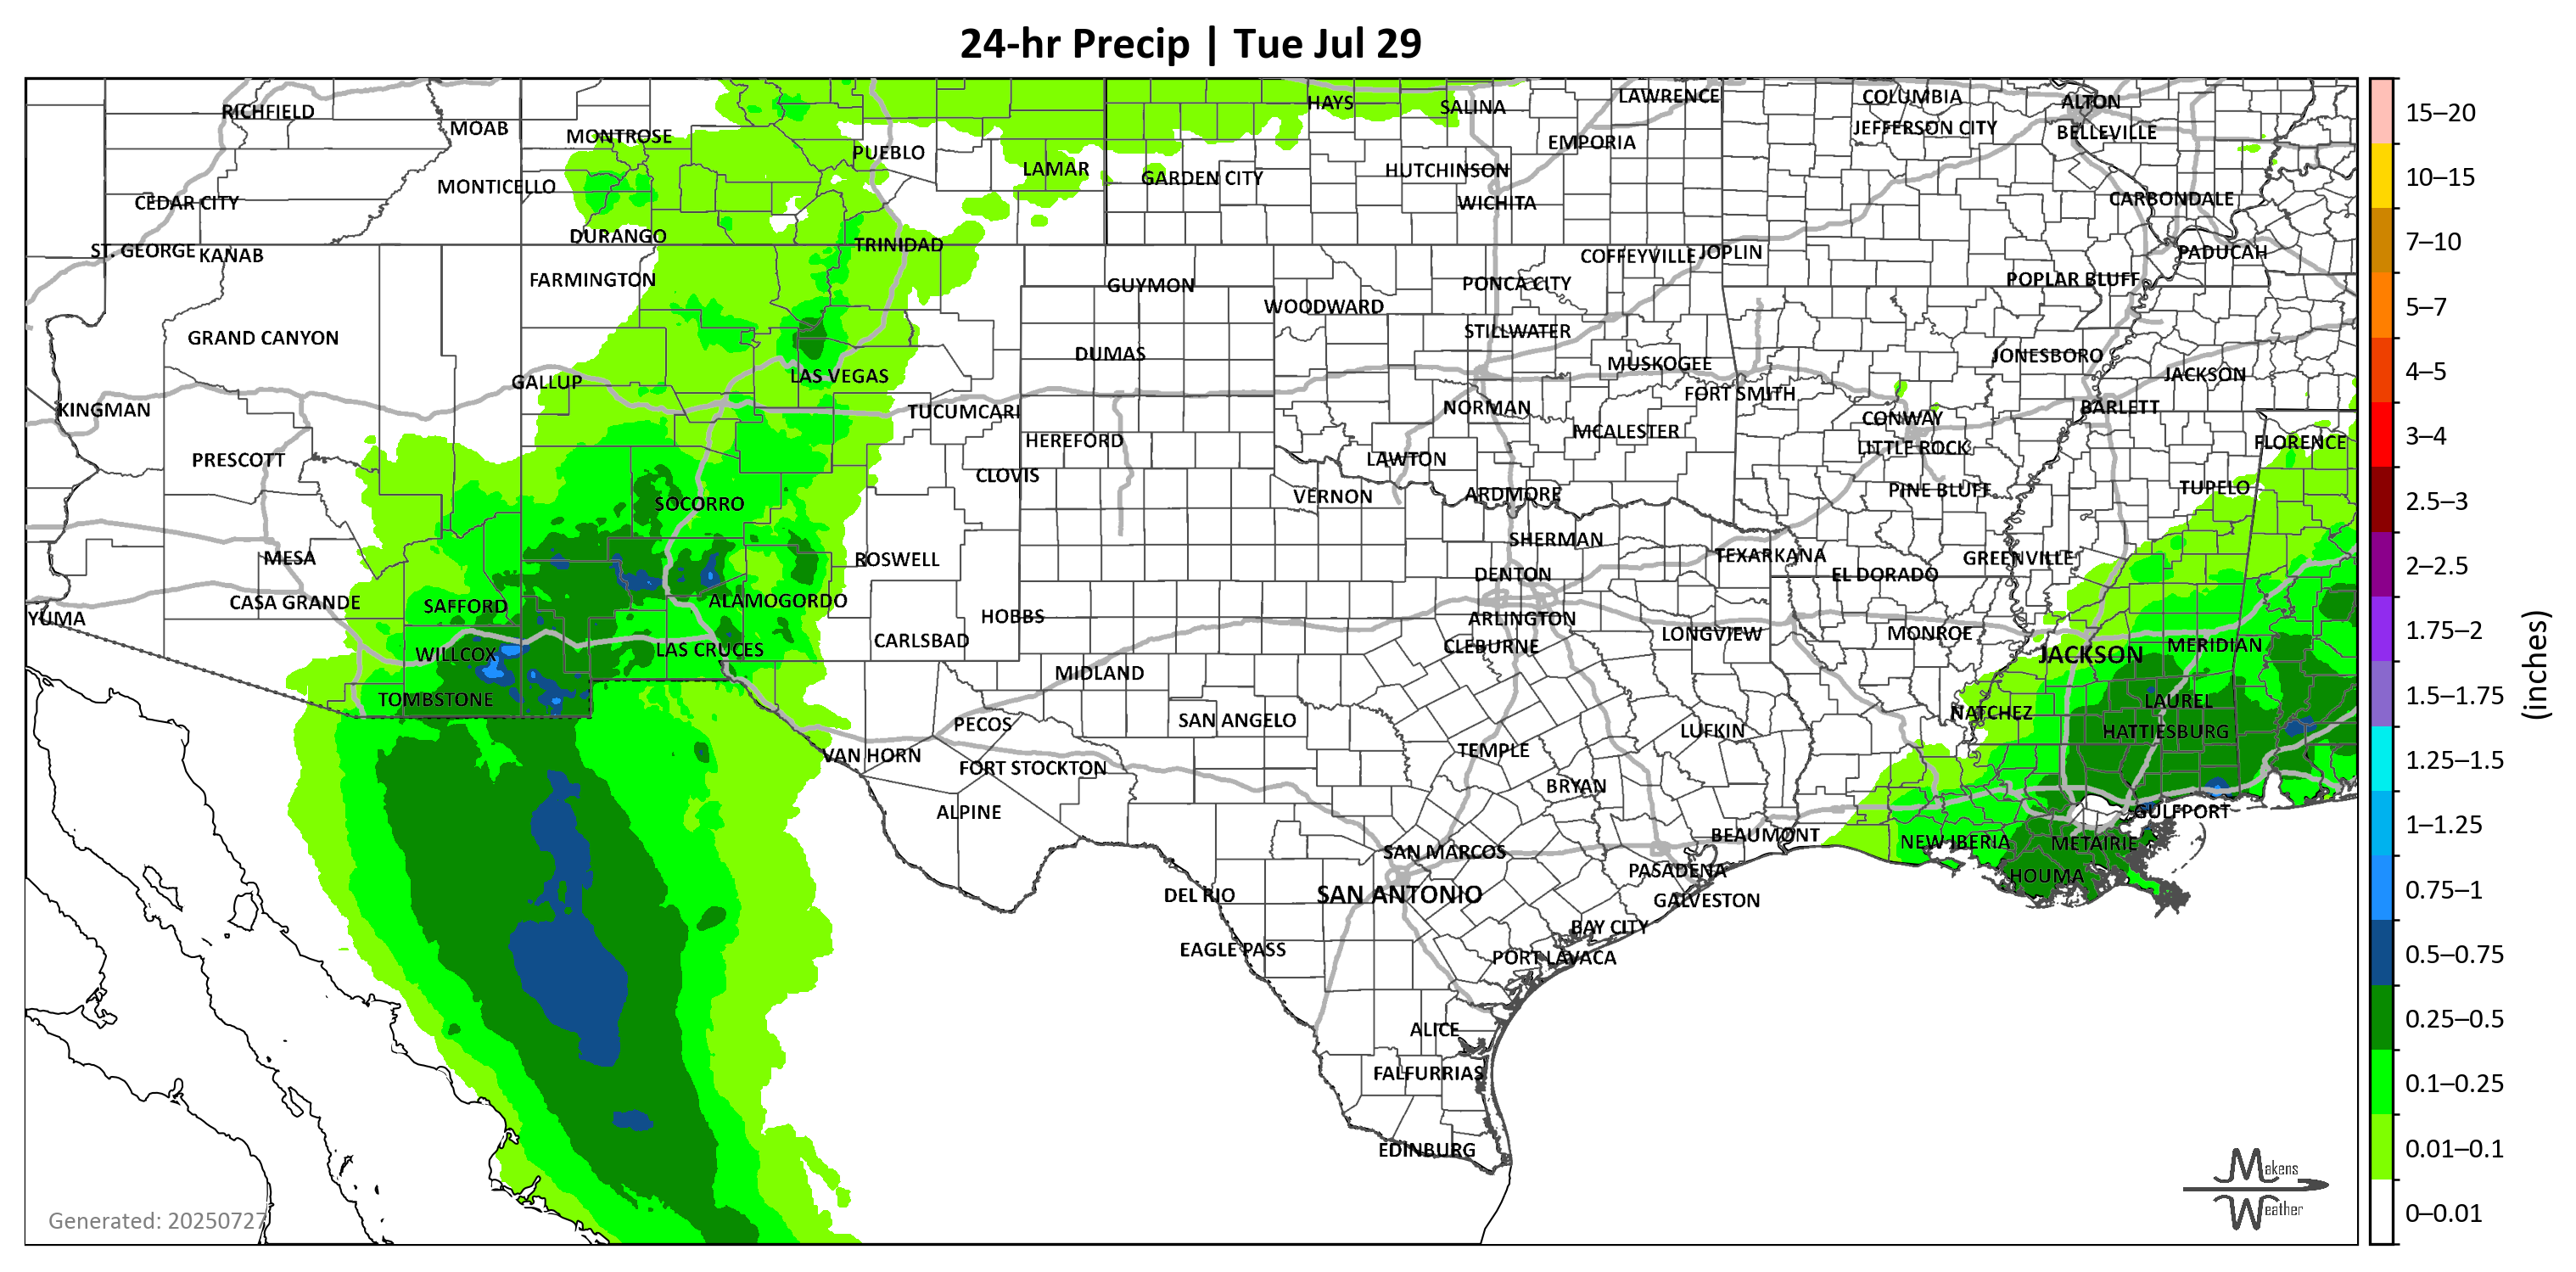 24-hr Precip | Tue Jul 29
RICHFIELD
MOAB
MONTROSE
PUEBLO
LAMAR
HAYS
SALINA
LAWRENCE
COLUMBIA
ALTON
JEFFERSON CITY
BELLEVILLE
EMPORIA
HUTCHINSON
GARDEN CITY
WICHITA
MONTICELLO
CEDAR CITY
CARBONDALE
DURANGO
TRINIDAD
ST. GEORGE
KANAB
FARMINGTON
GUYMON
COFFEYVILLE
JOPLIN
PADUCAH
POPLAR BLUFF
PONCA CITY
WOODWARD
STILLWATER
GRAND CANYON
DUMAS
MUSKOGEE
JONESBORO
JACKSON
LAS VEGAS
GALLUP
FORT SMITH
KINGMAN
TUCUMCARI
NORMAN
BARLETT
CONWAY
MCALESTER
HEREFORD
LITTLE ROCK
FLORENCE
PRESCOTT
LAWTON
CLOVIS
PINE BLUFF
TUPELO
VERNON
ARDMORE
SOCORRO
SHERMAN
MESA
ROSWELL
TEXARKANA
GREENVILLE
DENTON
EL DORADO
CASA GRANDE
SAFFORD
ALAMOGORDO
HOBBS
ARLINGTON
YUMA
LONGVIEW
MONROE
CARLSBAD
CLEBURNE
MERIDIAN
WILLCOX
LAS CRUCES
JACKSON
MIDLAND
TOMBSTONE
LAUREL
NATCHEZ
PECOS
SAN ANGELO
LUFKIN
HATTIESBURG
TEMPLE
VAN HORN
FORT STOCKTON
BRYAN
ALPINE
GULFPORT
BEAUMONT
NEW IBERIA
METAIRIE
SAN MARCOS
PASADENA
HOUMA
DEL RIO
SAN ANTONIO
GALVESTON
BAY CITY
EAGLE PASS
PORT LAVACA
ALICE
FALFURRIAS
EDINBURG
Generated: 20250727
Makens
Weather
15–20
10–15
7–10
5–7
4–5
3–4
2.5–3
2–2.5
1.75–2
1.5–1.75
1.25–1.5
1–1.25
0.75–1
0.5–0.75
0.25–0.5
0.1–0.25
0.01–0.1
0–0.01
(inches)